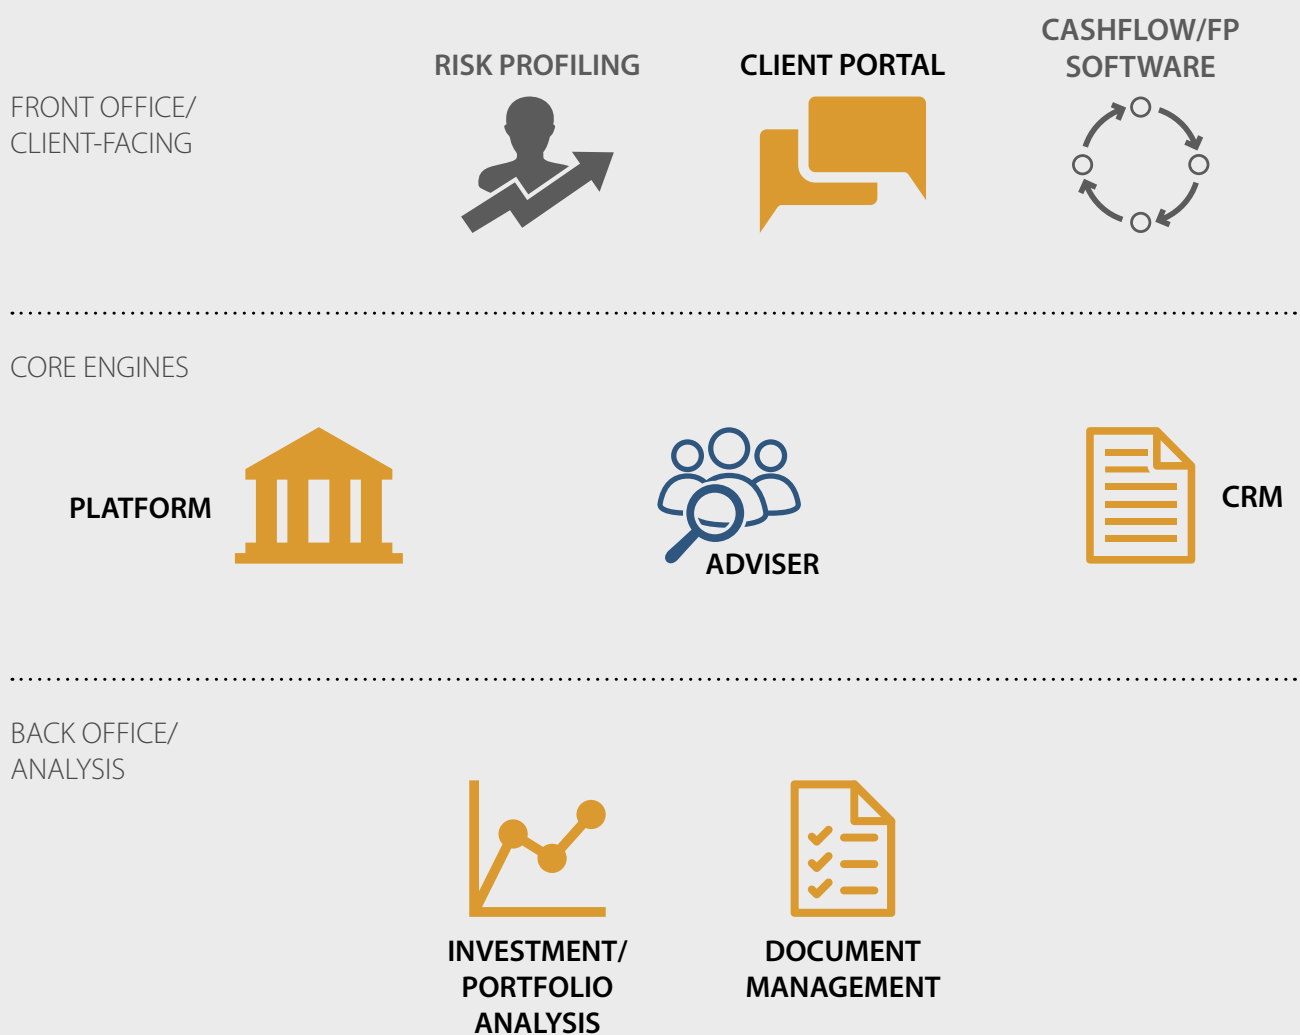 RISK PROFILING
CLIENT PORTAL
CASHFLOW/FP
SOFTWARE
FRONT OFFICE/
CLIENT-FACING
CORE ENGINES
PLATFORM
ADVISER
CRM
BACK OFFICE/
ANALYSIS
INVESTMENT/
PORTFOLIO
ANALYSIS
DOCUMENT
MANAGEMENT